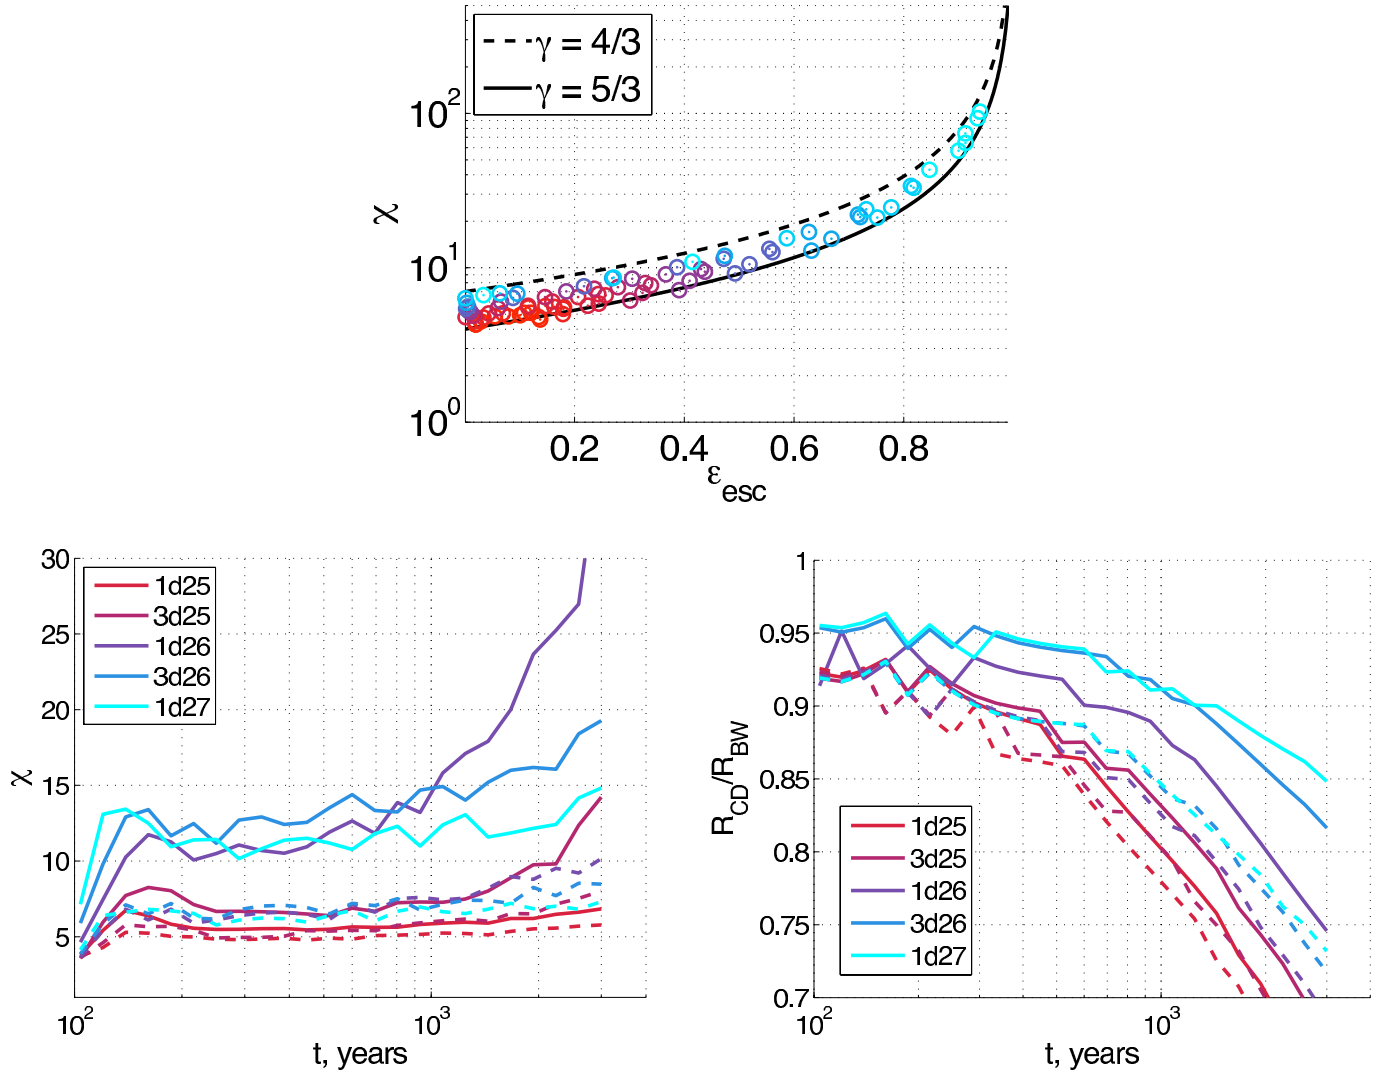 γ = 4/3
γ = 5/3
10²
10¹
10⁰
χ
0.2 0.4 0.6 0.8
ε_esc
30
25
20
15
10
5
χ
1d25
3d25
1d26
3d26
1d27
10² 10³
t, years
1
0.95
0.9
0.85
0.8
0.75
0.7
R_CD/R_BW
1d25
3d25
1d26
3d26
1d27
10² 10³
t, years